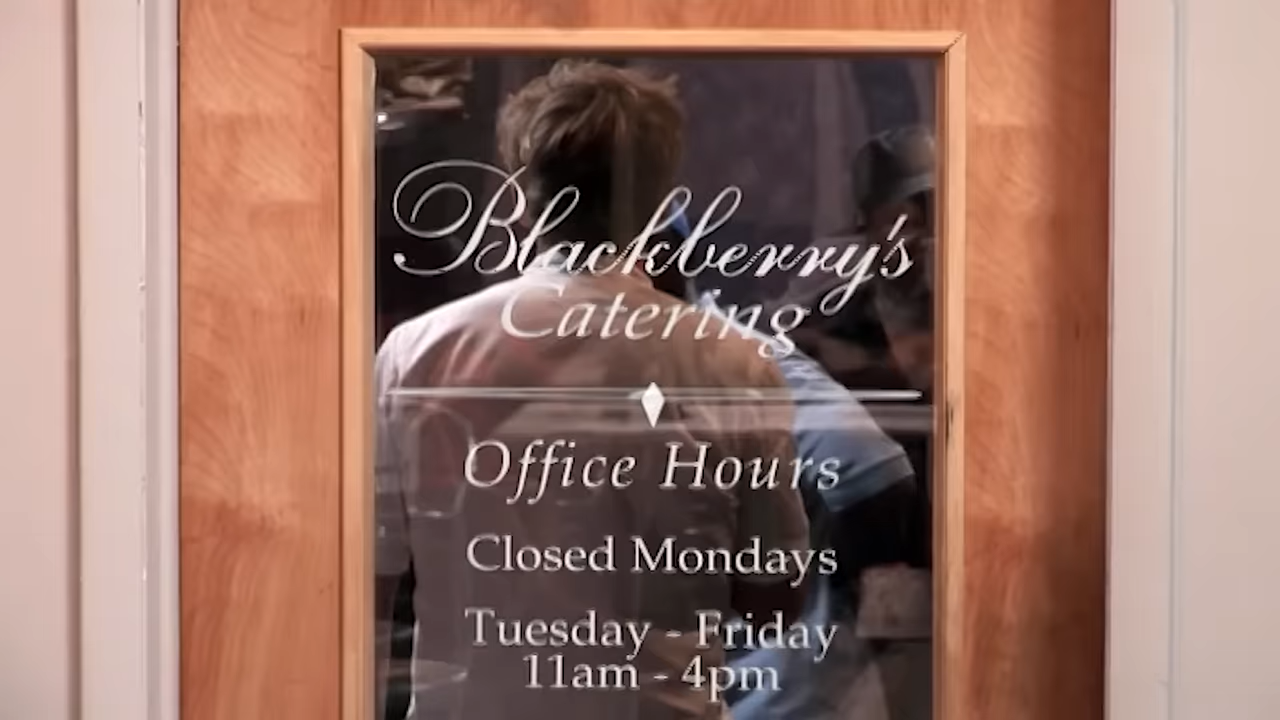 Blackberry's
Catering
Office Hours
Closed Mondays
Tuesday - Friday
11am - 4pm